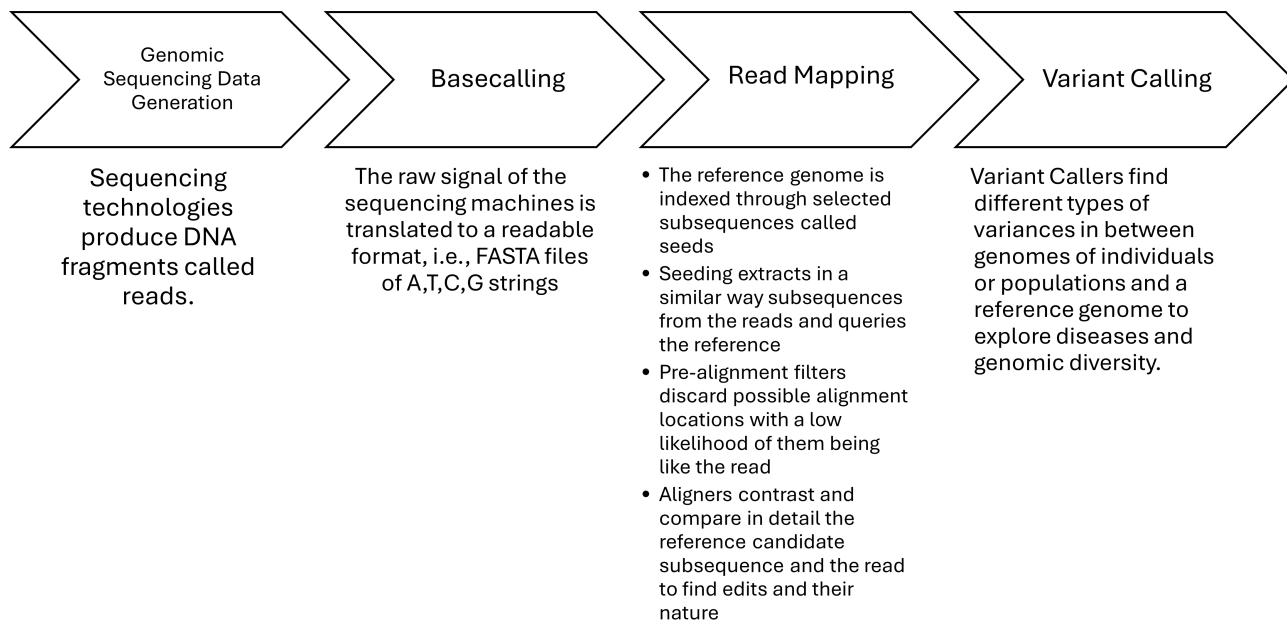 Genomic
Sequencing Data
Generation
Basecalling
Read Mapping
Variant Calling
Sequencing
technologies
produce DNA
fragments called
reads.
The raw signal of the
sequencing machines is
translated to a readable
format, i.e., FASTA files
of A,T,C,G strings
• The reference genome is
indexed through selected
subsequences called
seeds
• Seeding extracts in a
similar way subsequences
from the reads and queries
the reference
• Pre-alignment filters
discard possible alignment
locations with a low
likelihood of them being
like the read
• Aligners contrast and
compare in detail the
reference candidate
subsequence and the read
to find edits and their
nature
Variant Callers find
different types of
variances in between
genomes of individuals
or populations and a
reference genome to
explore diseases and
genomic diversity.